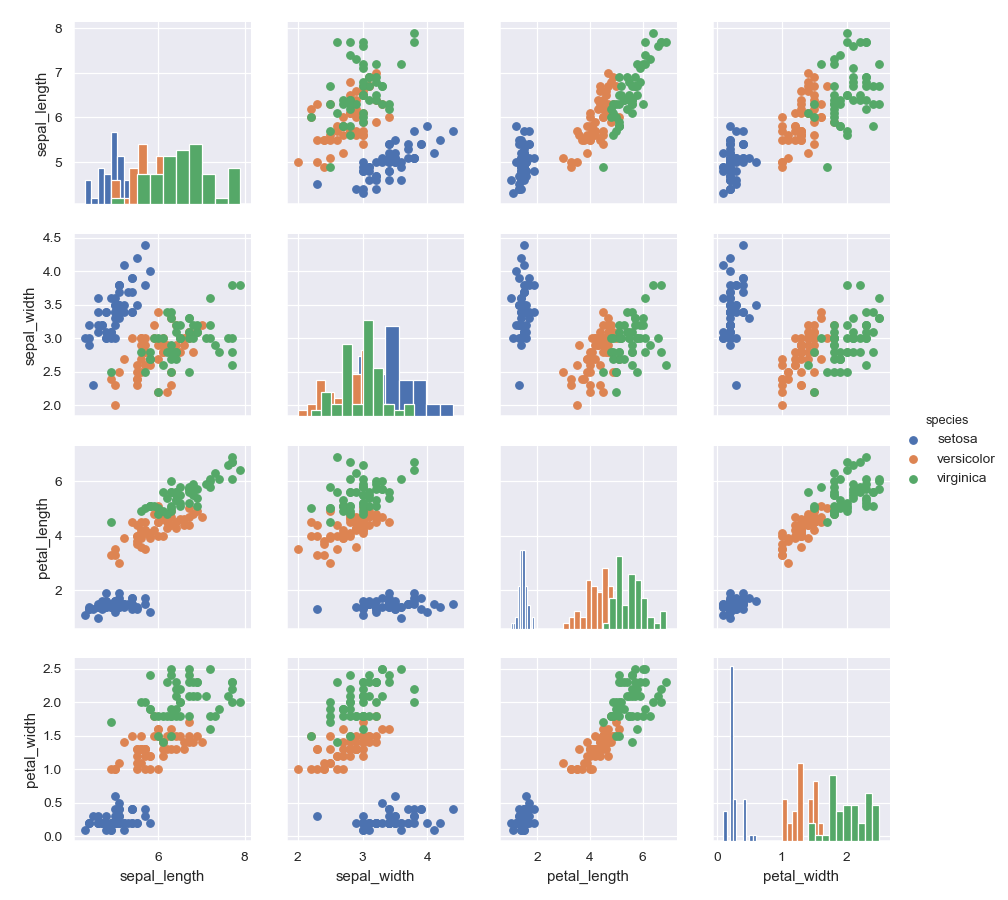 8
7
6
5
sepal_length
4.5
4.0
3.5
3.0
2.5
2.0
sepal_width
species
setosa
versicolor
virginica
6
4
2
petal_length
2.5
2.0
1.5
1.0
0.5
0.0
petal_width
6 8 2 3 4 2 4 6 0 1 2
sepal_length sepal_width petal_length petal_width